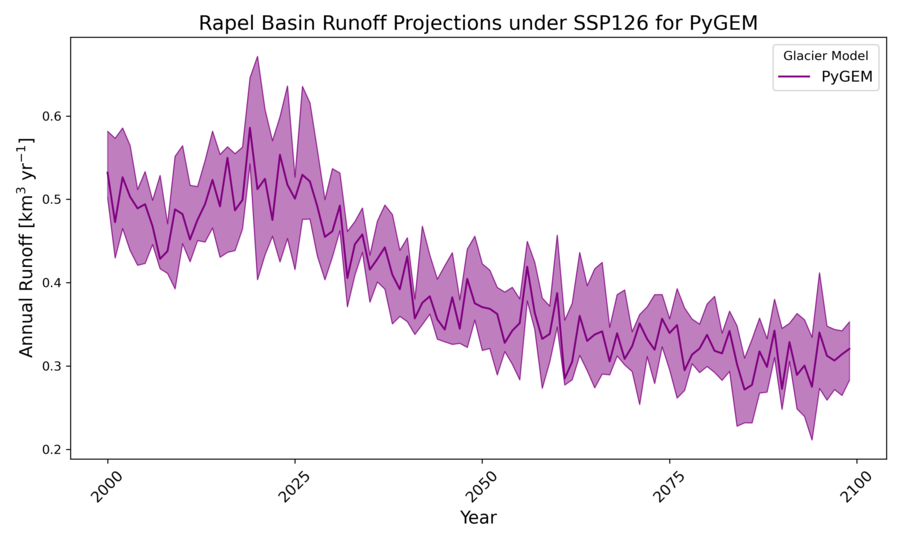 Rapel Basin Runoff Projections under SSP126 for PyGEM
Glacier Model
PyGEM
Annual Runoff [km³ yr⁻¹]
0.6
0.5
0.4
0.3
0.2
2000
2025
2050
2075
2100
Year